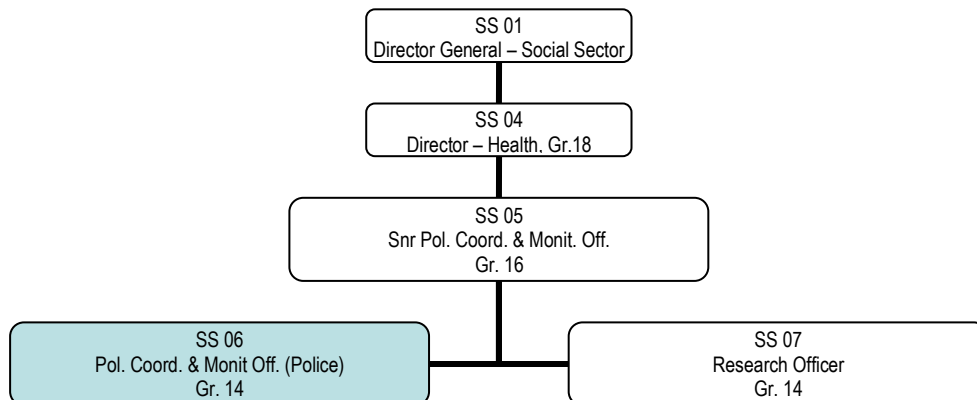 SS 01
Director General – Social Sector
SS 04
Director – Health, Gr.18
SS 05
Snr Pol. Coord. & Monit. Off.
Gr. 16
SS 06
Pol. Coord. & Monit Off. (Police)
Gr. 14
SS 07
Research Officer
Gr. 14